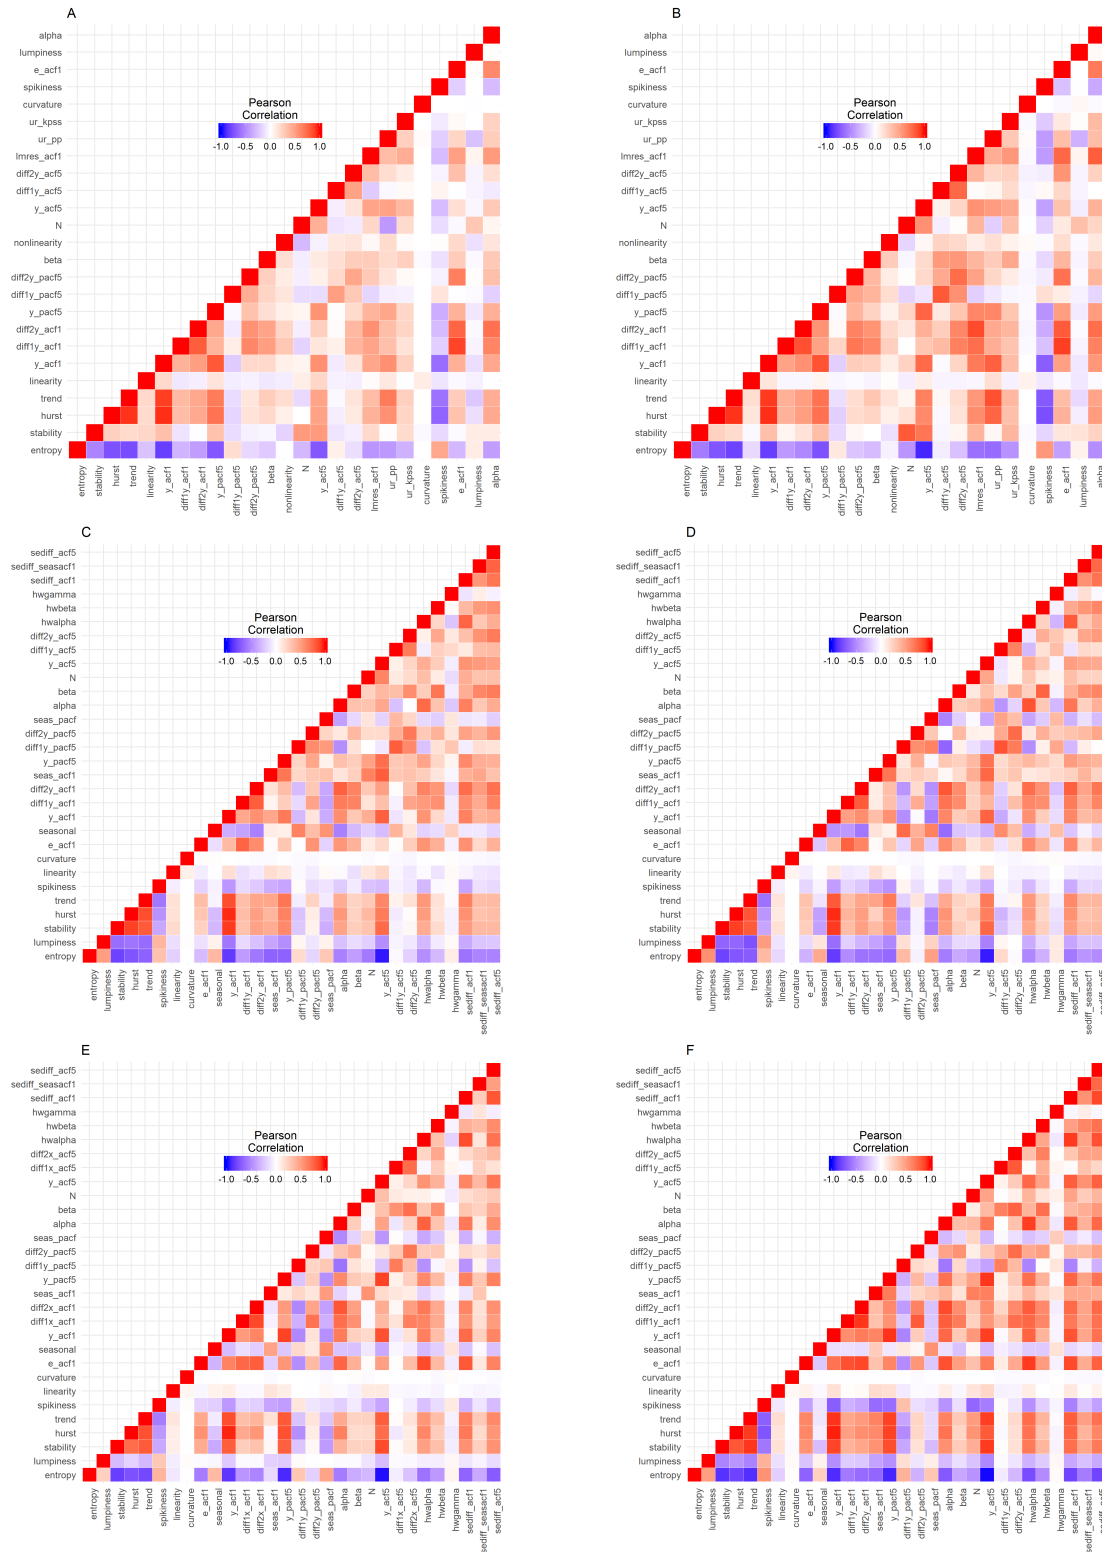 A
alpha
lumpiness
e_acf1
spikiness
curvature
ur_kpss
ur_pp
lmres_acf1
diff2y_acf5
diff1y_acf5
y_acf5
N
nonlinearity
beta
diff2y_pacf5
diff1y_pacf5
y_pacf5
diff2y_acf1
diff1y_acf1
y_acf1
linearity
trend
hurst
stability
entropy
Pearson
Correlation
-1.0 -0.5 0.0 0.5 1.0
entropy
stability
hurst
trend
linearity
y_acf1
diff1y_acf1
diff2y_acf1
y_pacf5
diff1y_pacf5
diff2y_pacf5
beta
nonlinearity
N
y_acf5
diff1y_acf5
diff2y_acf5
lmres_acf1
ur_pp
ur_kpss
curvature
spikiness
e_acf1
lumpiness
alpha
B
alpha
lumpiness
e_acf1
spikiness
curvature
ur_kpss
ur_pp
lmres_acf1
diff2y_acf5
diff1y_acf5
y_acf5
N
nonlinearity
beta
diff2y_pacf5
diff1y_pacf5
y_pacf5
diff2y_acf1
diff1y_acf1
y_acf1
linearity
trend
hurst
stability
entropy
Pearson
Correlation
-1.0 -0.5 0.0 0.5 1.0
entropy
stability
hurst
trend
linearity
y_acf1
diff1y_acf1
diff2y_acf1
y_pacf5
diff1y_pacf5
diff2y_pacf5
beta
nonlinearity
N
y_acf5
diff1y_acf5
diff2y_acf5
lmres_acf1
ur_pp
ur_kpss
curvature
spikiness
e_acf1
lumpiness
alpha
C
sediff_acf5
sediff_seasacf1
sediff_acf1
hwgamma
hwbeta
hwalpha
diff2y_acf5
diff1y_acf5
y_acf5
N
beta
alpha
seas_pacf
diff2y_pacf5
diff1y_pacf5
y_pacf5
seas_acf1
diff2y_acf1
diff1y_acf1
y_acf1
seasonal
e_acf1
curvature
linearity
spikiness
trend
hurst
stability
lumpiness
entropy
Pearson
Correlation
-1.0 -0.5 0.0 0.5 1.0
entropy
lumpiness
stability
hurst
trend
spikiness
linearity
curvature
e_acf1
seasonal
y_acf1
diff1y_acf1
diff2y_acf1
seas_acf1
y_pacf5
diff1y_pacf5
diff2y_pacf5
seas_pacf
alpha
beta
N
y_acf5
diff1y_acf5
diff2y_acf5
hwalpha
hwbeta
hwgamma
sediff_acf1
sediff_seasacf1
sediff_acf5
D
sediff_acf5
sediff_seasacf1
sediff_acf1
hwgamma
hwbeta
hwalpha
diff2y_acf5
diff1y_acf5
y_acf5
N
beta
alpha
seas_pacf
diff2y_pacf5
diff1y_pacf5
y_pacf5
seas_acf1
diff2y_acf1
diff1y_acf1
y_acf1
seasonal
e_acf1
curvature
linearity
spikiness
trend
hurst
stability
lumpiness
entropy
Pearson
Correlation
-1.0 -0.5 0.0 0.5 1.0
entropy
lumpiness
stability
hurst
trend
spikiness
linearity
curvature
e_acf1
seasonal
y_acf1
diff1y_acf1
diff2y_acf1
seas_acf1
y_pacf5
diff1y_pacf5
diff2y_pacf5
seas_pacf
alpha
beta
N
y_acf5
diff1y_acf5
diff2y_acf5
hwalpha
hwbeta
hwgamma
sediff_acf1
sediff_seasacf1
sediff_acf5
E
sediff_acf5
sediff_seasacf1
sediff_acf1
hwgamma
hwbeta
hwalpha
diff2x_acf5
diff1x_acf5
y_acf5
N
beta
alpha
seas_pacf
diff2y_pacf5
diff1y_pacf5
y_pacf5
seas_acf1
diff2x_acf1
diff1x_acf1
y_acf1
seasonal
e_acf1
curvature
linearity
spikiness
trend
hurst
stability
lumpiness
entropy
Pearson
Correlation
-1.0 -0.5 0.0 0.5 1.0
entropy
lumpiness
stability
hurst
trend
spikiness
linearity
curvature
e_acf1
seasonal
y_acf1
diff1x_acf1
diff2x_acf1
seas_acf1
y_pacf5
diff1y_pacf5
diff2y_pacf5
seas_pacf
alpha
beta
N
y_acf5
diff1x_acf5
diff2x_acf5
hwalpha
hwbeta
hwgamma
sediff_acf1
sediff_seasacf1
sediff_acf5
F
sediff_acf5
sediff_seasacf1
sediff_acf1
hwgamma
hwbeta
hwalpha
diff2y_acf5
diff1y_acf5
y_acf5
N
beta
alpha
seas_pacf
diff2y_pacf5
diff1y_pacf5
y_pacf5
seas_acf1
diff2y_acf1
diff1y_acf1
y_acf1
seasonal
e_acf1
curvature
linearity
spikiness
trend
hurst
stability
lumpiness
entropy
Pearson
Correlation
-1.0 -0.5 0.0 0.5 1.0
entropy
lumpiness
stability
hurst
trend
spikiness
linearity
curvature
e_acf1
seasonal
y_acf1
diff1y_acf1
diff2y_acf1
seas_acf1
y_pacf5
diff1y_pacf5
diff2y_pacf5
seas_pacf
alpha
beta
N
y_acf5
diff1y_acf5
diff2y_acf5
hwalpha
hwbeta
hwgamma
sediff_acf1
sediff_seasacf1
sediff_acf5